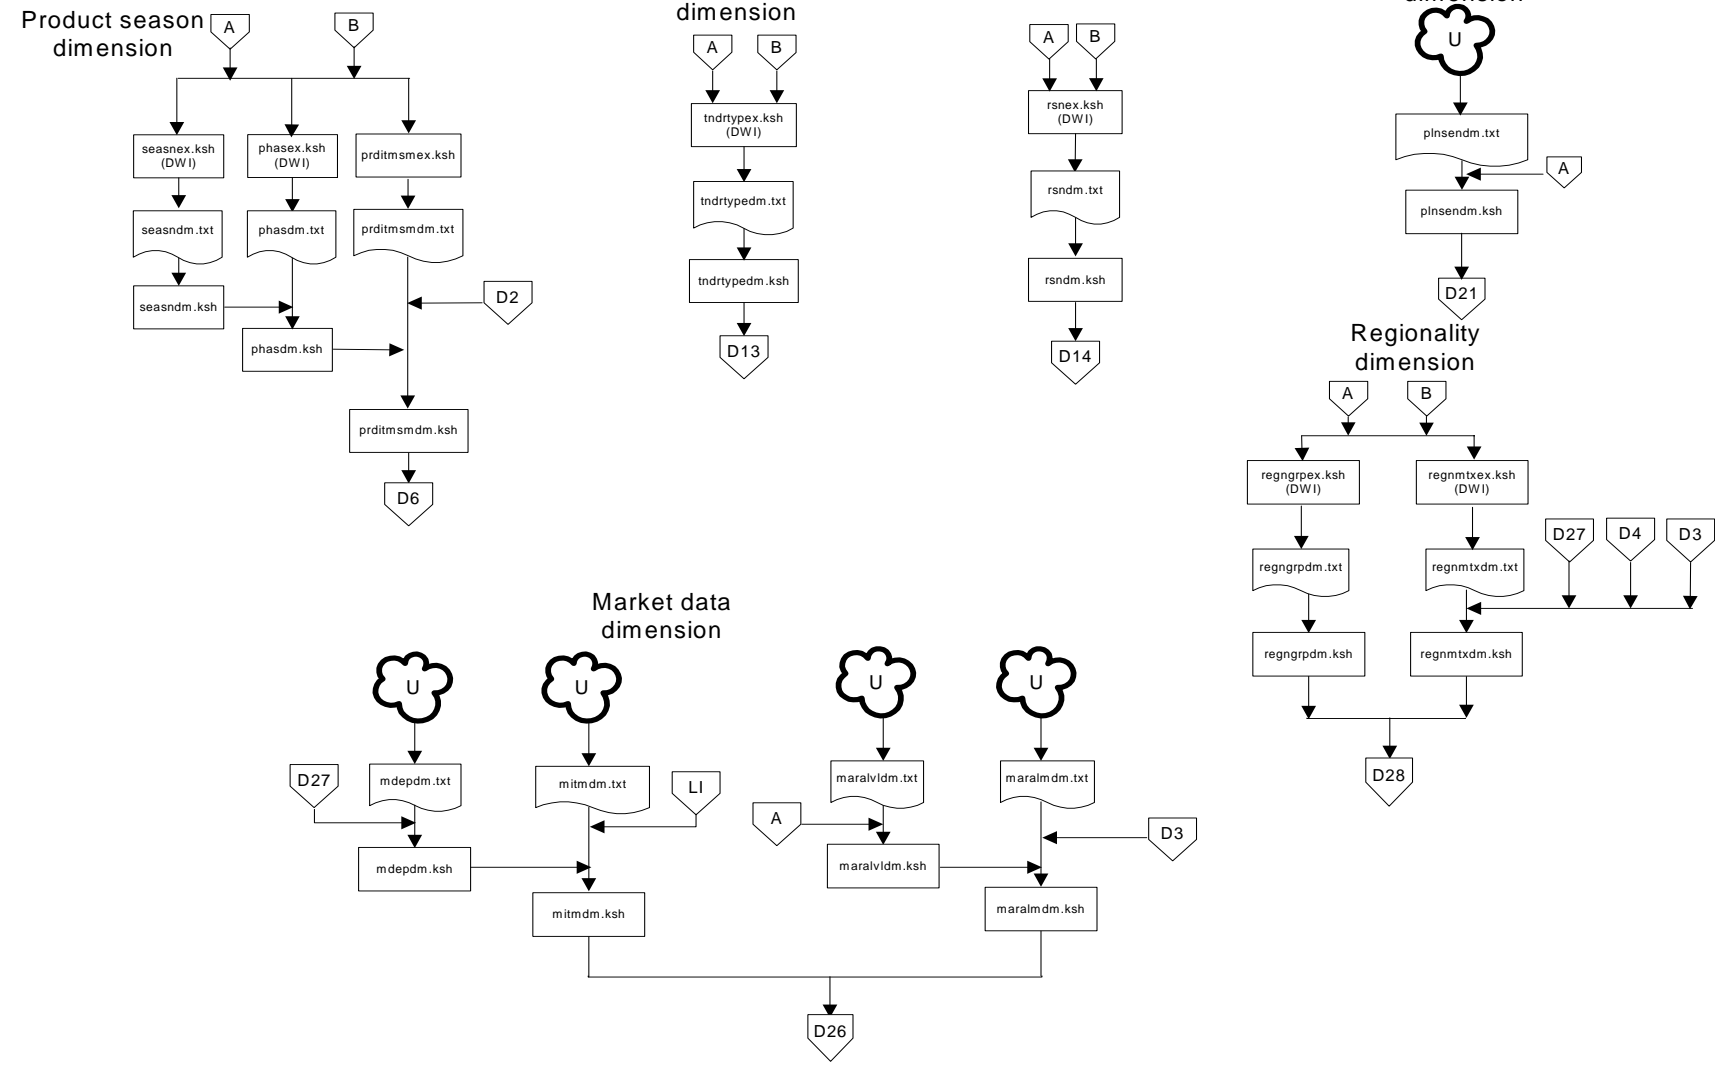 Product season
dimension
A
B
seasnex.ksh
(DWI)
phasex.ksh
(DWI)
prditmsmex.ksh
seasndm.txt
phasdm.txt
prditmsmdm.txt
seasndm.ksh
D2
phasdm.ksh
prditmsmdm.ksh
D6
dimension
A
B
tndrtypex.ksh
(DWI)
tndrtypedm.txt
tndrtypedm.ksh
D13
A
B
rsnex.ksh
(DWI)
rsndm.txt
rsndm.ksh
D14
dimension
U
plnsendm.txt
A
plnsendm.ksh
D21
Regionality
dimension
A
B
regngrpex.ksh
(DWI)
regnmtxex.ksh
(DWI)
D27
D4
D3
regngrpdm.txt
regnmtxdm.txt
regngrpdm.ksh
regnmtxdm.ksh
D28
Market data
dimension
U
U
U
U
D27
mdepdm.txt
mitmdm.txt
LI
maralvldm.txt
maralmdm.txt
A
D3
mdepdm.ksh
maralvldm.ksh
mitmdm.ksh
maralmdm.ksh
D26